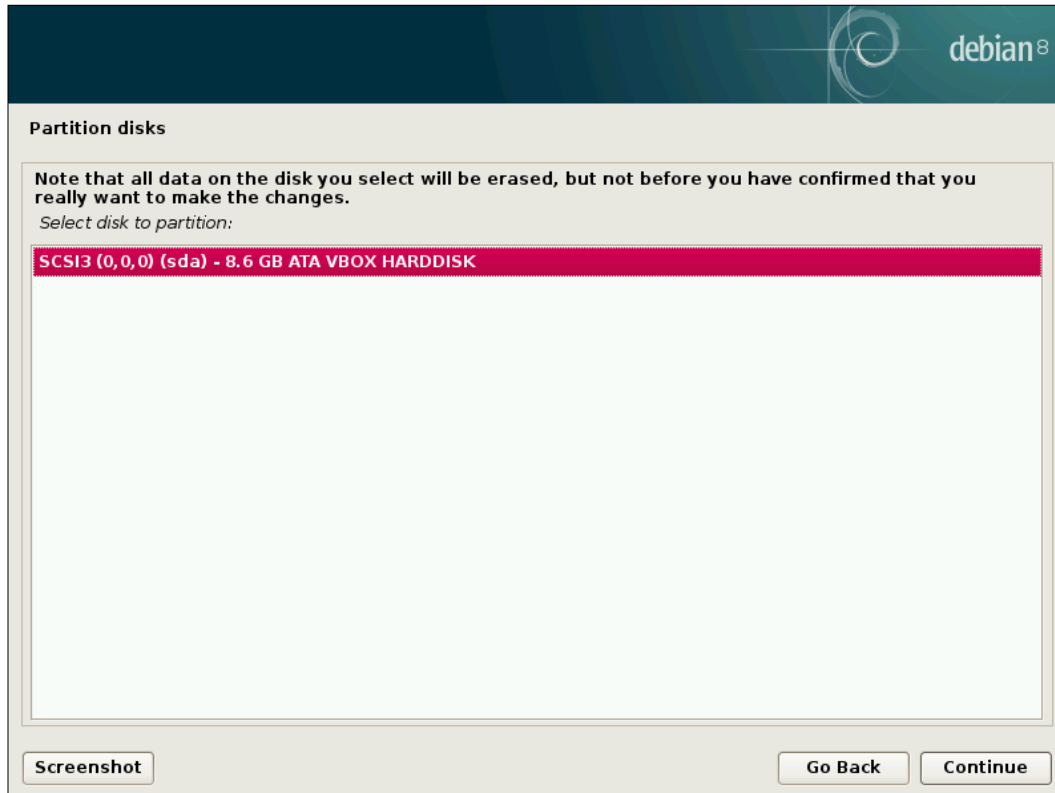 debian 8
Partition disks
Note that all data on the disk you select will be erased, but not before you have confirmed that you
really want to make the changes.
Select disk to partition:
SCSI3 (0,0,0) (sda) - 8.6 GB ATA VBOX HARDDISK
Screenshot
Go Back
Continue